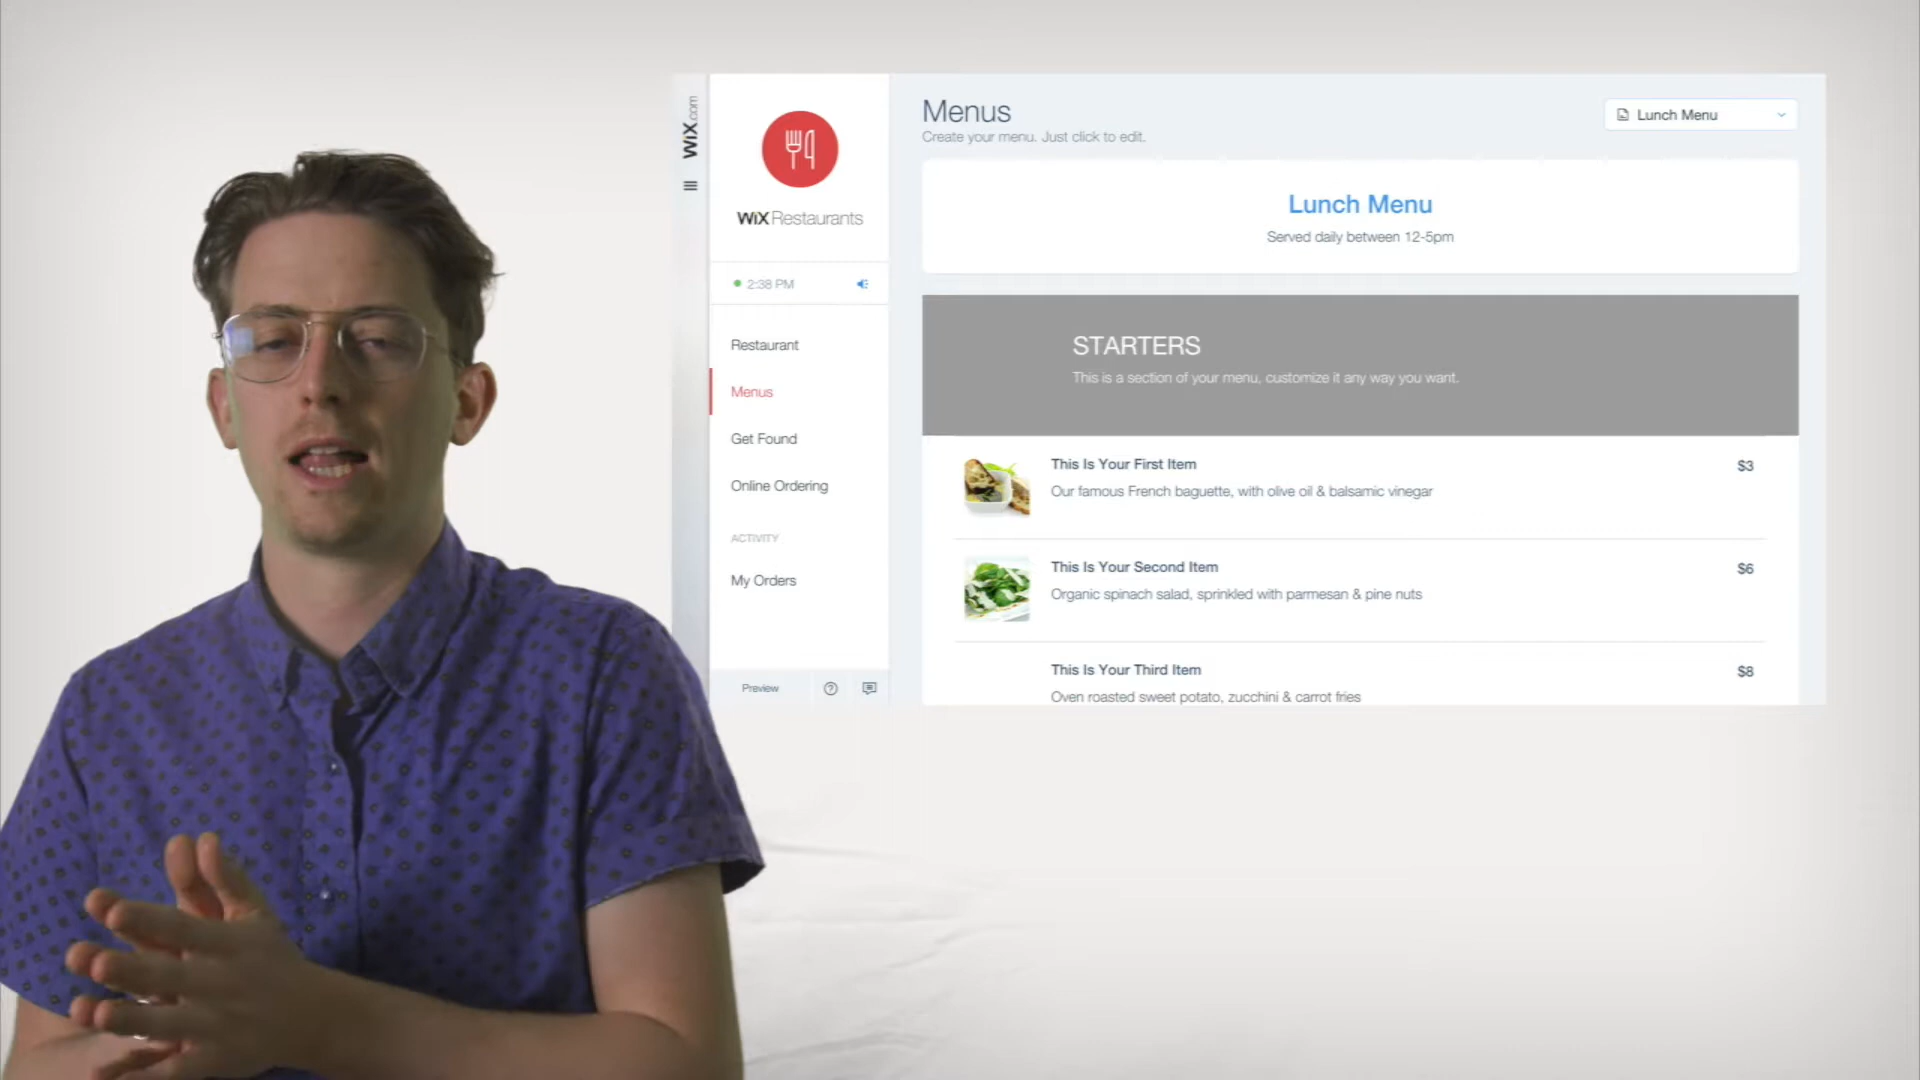 WiX.com
WiX Restaurants
2:38 PM
Restaurant
Menus
Get Found
Online Ordering
ACTIVITY
My Orders
Preview
Menus
Create your menu. Just click to edit.
Lunch Menu
Lunch Menu
Served daily between 12-5pm
STARTERS
This is a section of your menu, customize it any way you want.
This Is Your First Item $3
Our famous French baguette, with olive oil & balsamic vinegar
This Is Your Second Item $6
Organic spinach salad, sprinkled with parmesan & pine nuts
This Is Your Third Item $8
Oven roasted sweet potato, zucchini & carrot fries